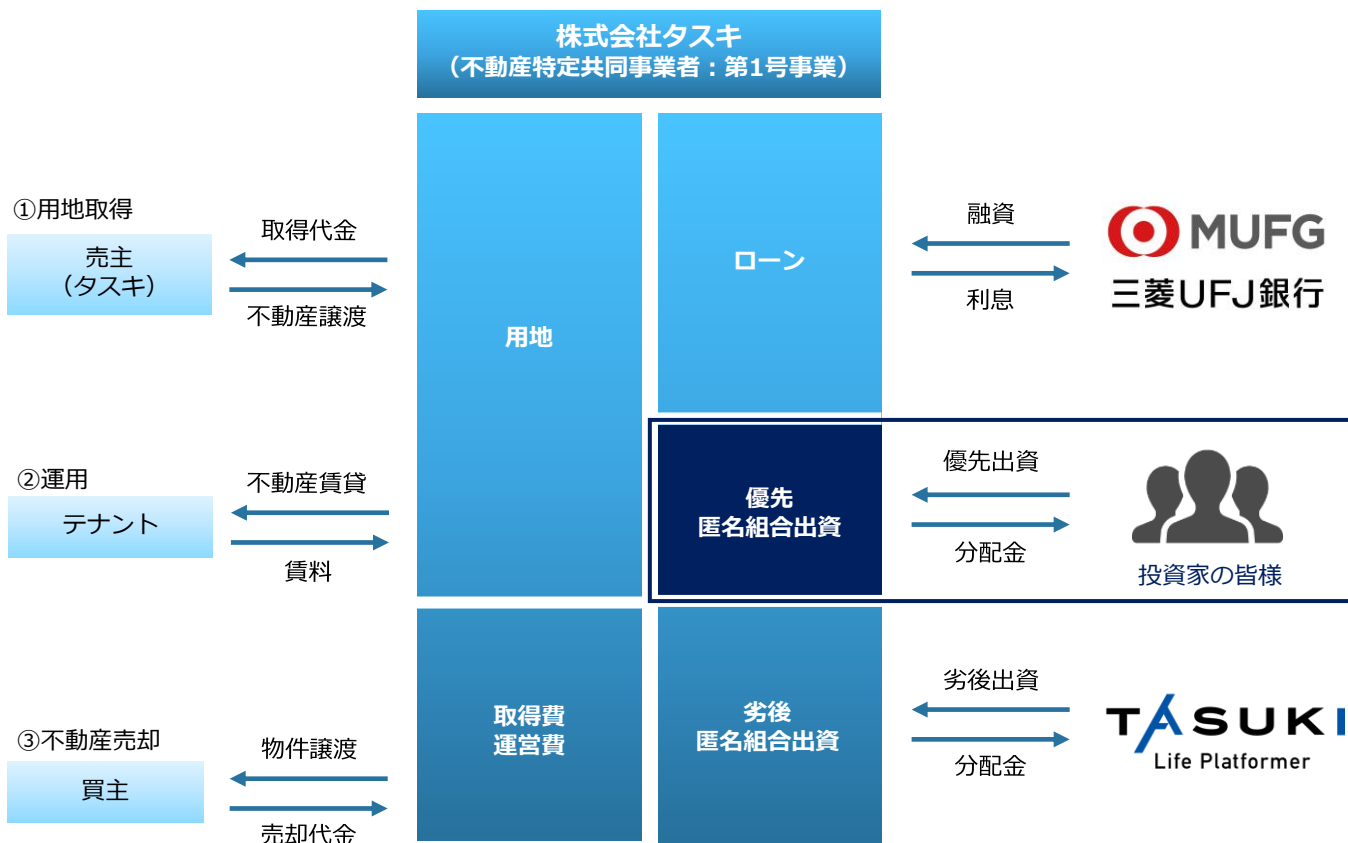 株式会社タスキ
（不動産特定共同事業者：第1号事業）
①用地取得
売主
（タスキ）
取得代金
不動産譲渡
用地
ローン
融資
利息
MUFG
三菱UFJ銀行
②運用
テナント
不動産賃貸
賃料
優先
匿名組合出資
優先出資
分配金
投資家の皆様
③不動産売却
買主
物件譲渡
売却代金
取得費
運営費
劣後
匿名組合出資
劣後出資
分配金
TASUKI
Life Platformer